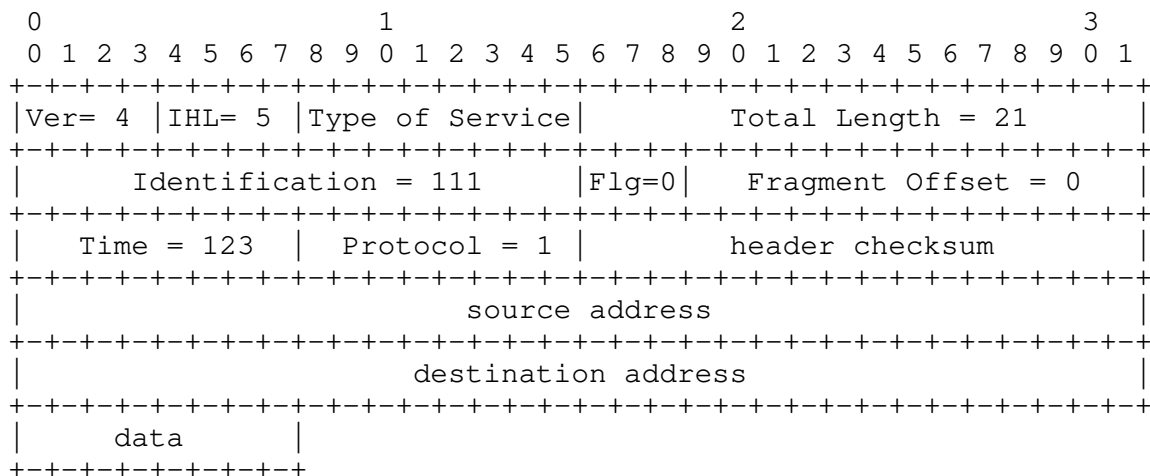 0                   1                   2                   3
 0 1 2 3 4 5 6 7 8 9 0 1 2 3 4 5 6 7 8 9 0 1 2 3 4 5 6 7 8 9 0 1
+-+-+-+-+-+-+-+-+-+-+-+-+-+-+-+-+-+-+-+-+-+-+-+-+-+-+-+-+-+-+-+-+
|Ver= 4 |IHL= 5 |Type of Service|        Total Length = 21      |
+-+-+-+-+-+-+-+-+-+-+-+-+-+-+-+-+-+-+-+-+-+-+-+-+-+-+-+-+-+-+-+-+
|      Identification = 111     |Flg=0|   Fragment Offset = 0   |
+-+-+-+-+-+-+-+-+-+-+-+-+-+-+-+-+-+-+-+-+-+-+-+-+-+-+-+-+-+-+-+-+
|   Time = 123  |  Protocol = 1 |        header checksum        |
+-+-+-+-+-+-+-+-+-+-+-+-+-+-+-+-+-+-+-+-+-+-+-+-+-+-+-+-+-+-+-+-+
|                         source address                        |
+-+-+-+-+-+-+-+-+-+-+-+-+-+-+-+-+-+-+-+-+-+-+-+-+-+-+-+-+-+-+-+-+
|                      destination address                      |
+-+-+-+-+-+-+-+-+-+-+-+-+-+-+-+-+-+-+-+-+-+-+-+-+-+-+-+-+-+-+-+-+
|     data      |
+-+-+-+-+-+-+-+-+